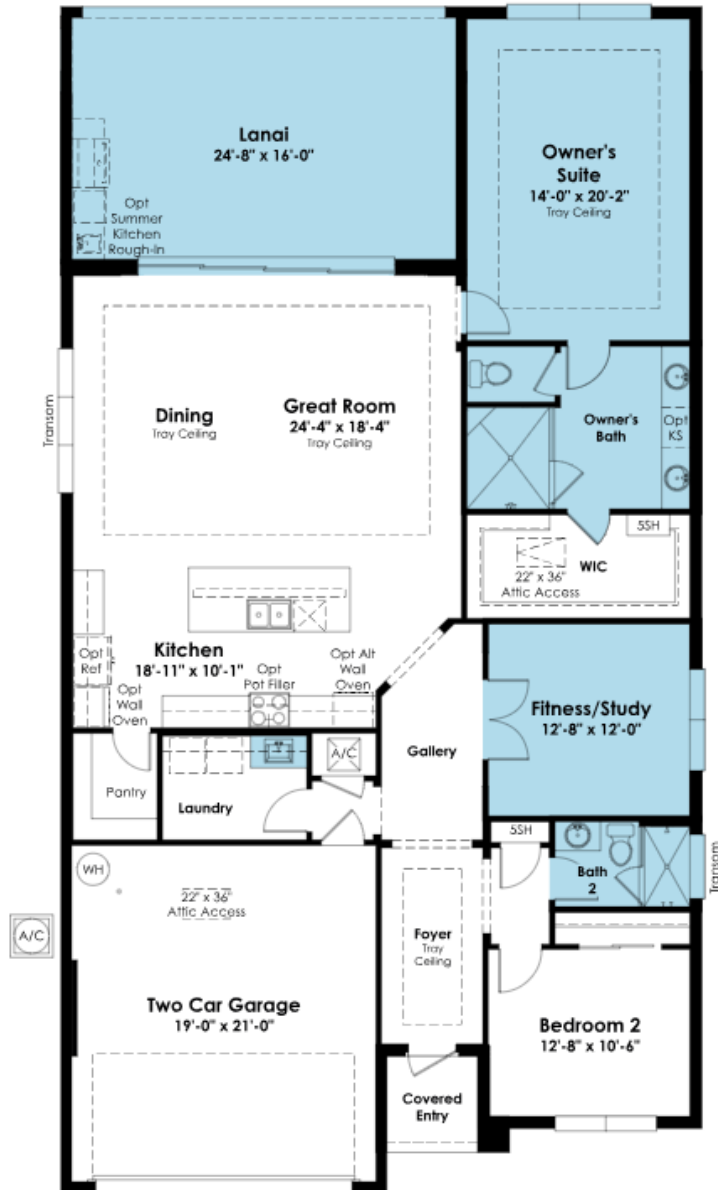 Lanai
24'-8" x 16'-0"
Opt
Summer
Kitchen
Rough-In
Owner's
Suite
14'-0" x 20'-2"
Tray Ceiling
Transom
Dining
Tray Ceiling
Great Room
24'-4" x 18'-4"
Tray Ceiling
Owner's
Bath
Opt
KS
5SH
WIC
22" x 36"
Attic Access
Kitchen
18'-11" x 10'-1"
Opt
Ref
Opt
Wall
Oven
Opt
Pot Filler
Opt Alt
Wall
Oven
Fitness/Study
12'-8" x 12'-0"
Gallery
A/C
Pantry
Laundry
5SH
Bath
2
Transom
WH
22" x 36"
Attic Access
A/C
Foyer
Tray
Ceiling
Two Car Garage
19'-0" x 21'-0"
Bedroom 2
12'-8" x 10'-6"
Covered
Entry